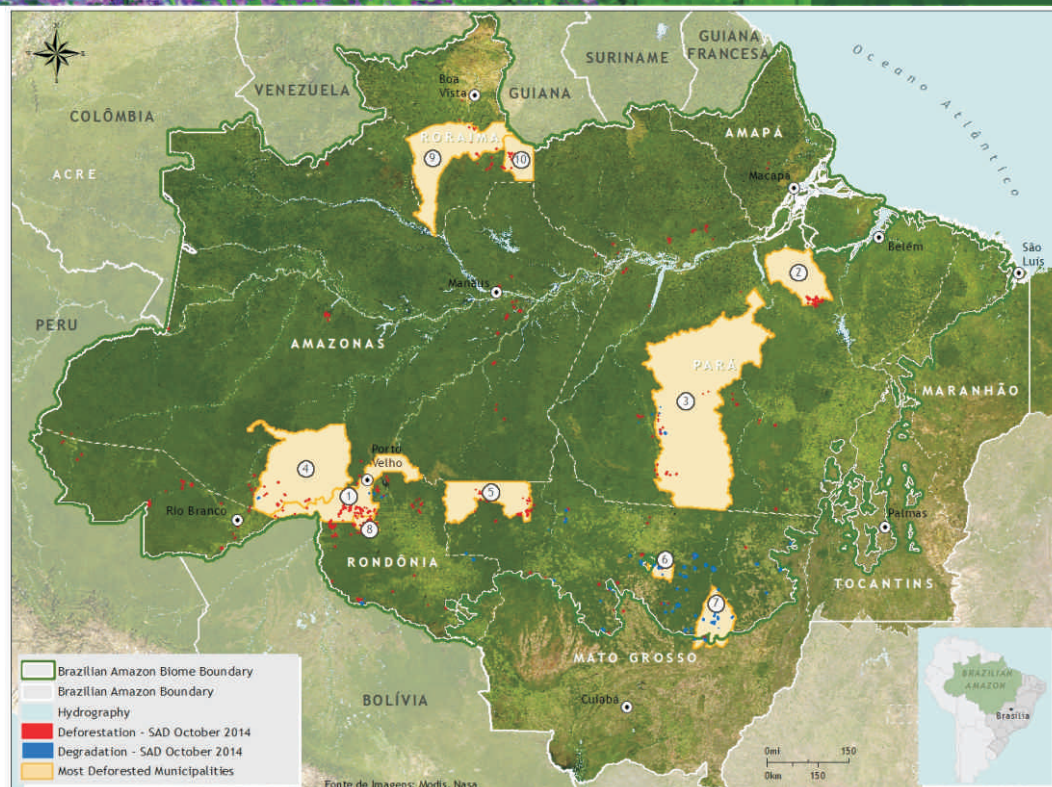 Oceano Atlântico
GUIANA
FRANCESA
SURINAME
GUIANA
VENEZUELA
COLÔMBIA
Boa
Vista
RORAIMA
AMAPÁ
Macapá
9
10
ACRE
Belém
São
Luís
2
Manaus
PERU
AMAZONAS
PARÁ
MARANHÃO
3
Porto
Velho
4
1
5
Rio Branco
8
Palmas
RONDÔNIA
6
TOCANTINS
7
MATO GROSSO
BOLÍVIA
Cuiabá
Brazilian Amazon Biome Boundary
Brazilian Amazon Boundary
Hydrography
Deforestation - SAD October 2014
Degradation - SAD October 2014
Most Deforested Municipalities
Fonte de Imagens: Modis, Nasa
0mi 150
0km 150
BRAZILIAN
AMAZON
Brasília